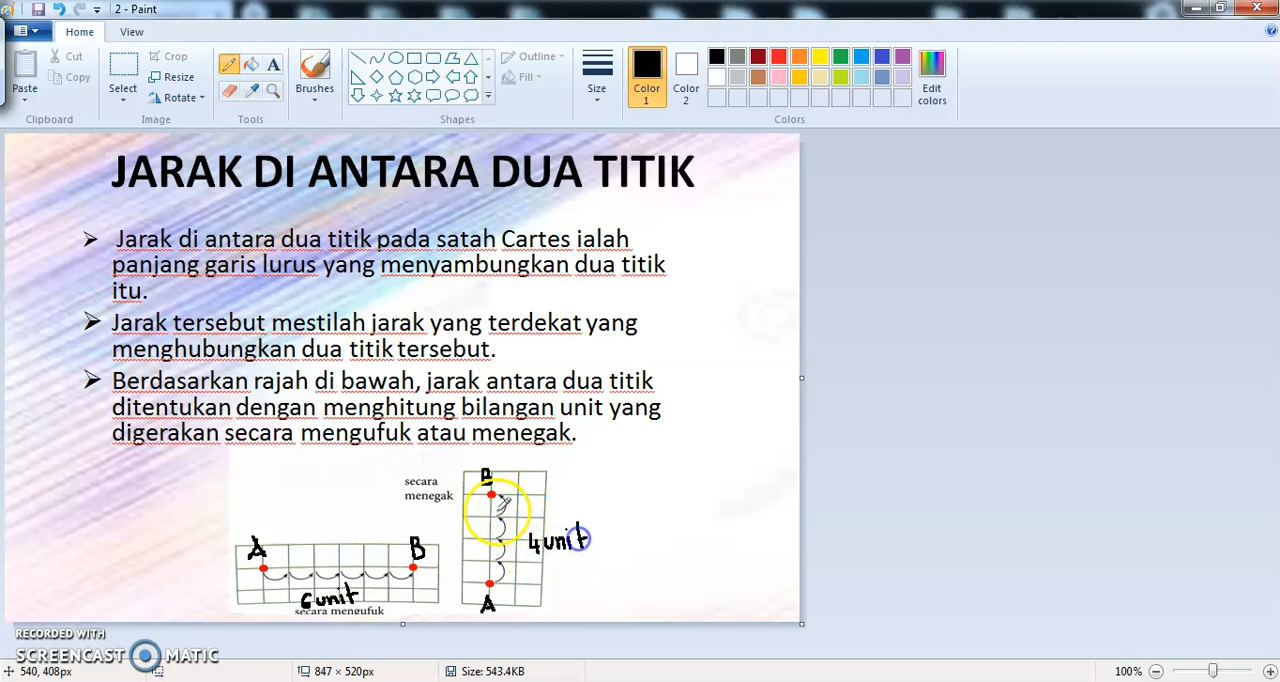 2 - Paint
Home
View
Paste
Cut
Copy
Clipboard
Select
Crop
Resize
Rotate
Image
Tools
Brushes
Shapes
Outline
Fill
Size
Color
1
Color
2
Edit
colors
Colors
JARAK DI ANTARA DUA TITIK
Jarak di antara dua titik pada satah Cartes ialah
panjang garis lurus yang menyambungkan dua titik
itu.
Jarak tersebut mestilah jarak yang terdekat yang
menghubungkan dua titik tersebut.
Berdasarkan rajah di bawah, jarak antara dua titik
ditentukan dengan menghitung bilangan unit yang
digerakan secara mengufuk atau menegak.
secara
menegak
B
4 unit
A
A
B
6 unit
secara mengufuk
RECORDED WITH
SCREENCAST MATIC
540, 408px
847 × 520px
Size: 543.4KB
100%